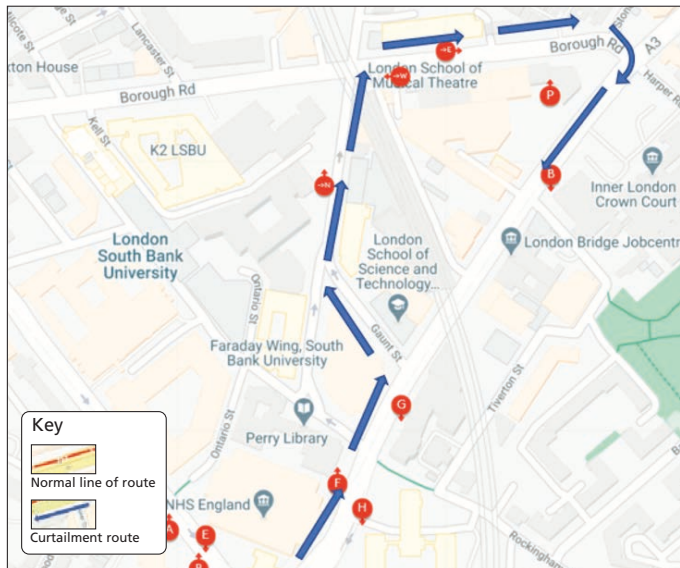 xton House
Lancaster St
Borough Rd
Borough Rd
A3
Harper R
London School of
Musical Theatre
→E
→W
P
K2 LSBU
Kell St
→N
B
Inner London
Crown Court
London
South Bank
University
London Bridge Jobcentr
London
School of
Science and
Technology...
Ontario St
Gaunt St
Faraday Wing, South
Bank University
Tiverton St
G
Ontario St
Perry Library
F
H
NHS England
A
E
Rockingham
Key
Normal line of route
Curtailment route